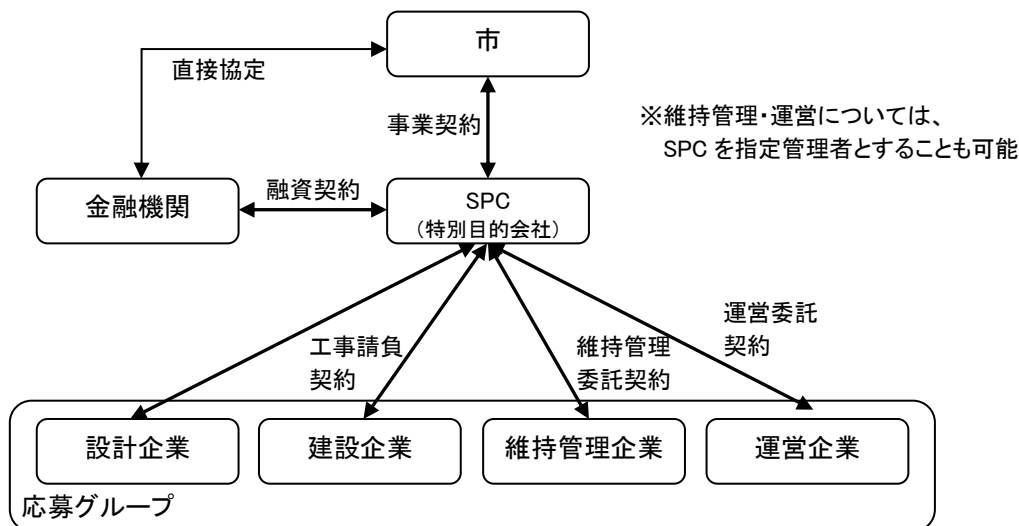 市
直接協定
事業契約
※維持管理・運営については、
SPC を指定管理者とすることも可能
金融機関
融資契約
SPC
（特別目的会社）
工事請負
契約
維持管理
委託契約
運営委託
契約
設計企業
建設企業
維持管理企業
運営企業
応募グループ